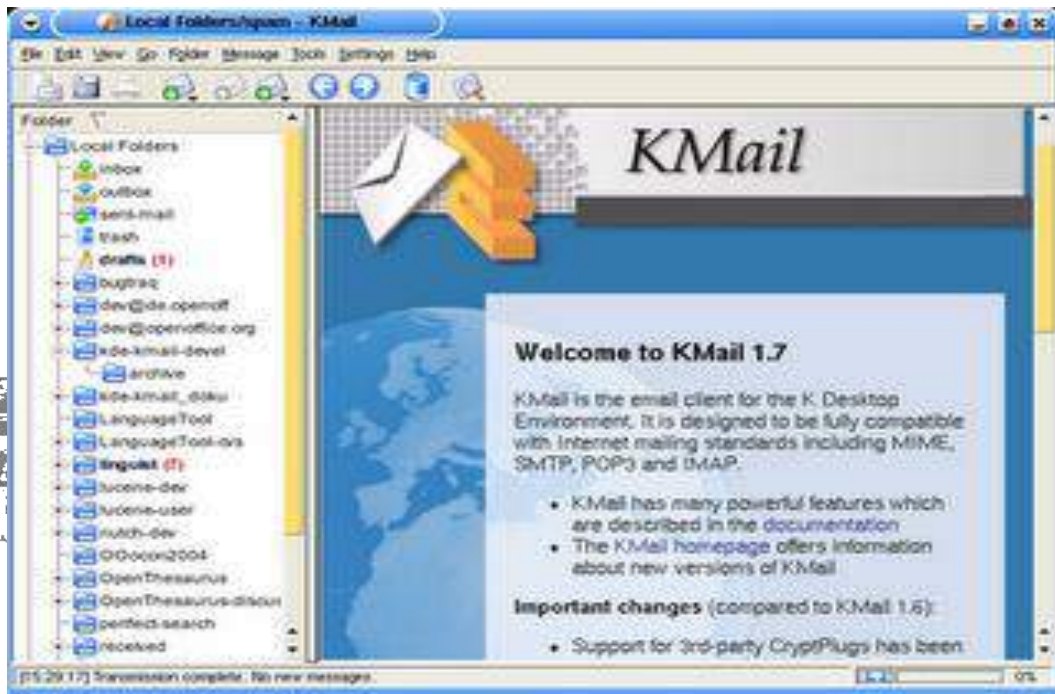 Local Folders/spam - KMail
File Edit View Go Folder Message Tools Settings Help
Folder
Local Folders
inbox
outbox
sent-mail
trash
drafts (1)
bugtraq
dev@de.openoff
dev@openoffice.org
kde-kmail-devel
archive
kde-kmail_doku
LanguageTool
LanguageTool-cvs
linguist (7)
lucene-dev
lucene-user
nutch-dev
OOocon2004
OpenThesaurus
OpenThesaurus-discus
perfect-search
received
KMail
Welcome to KMail 1.7
KMail is the email client for the K Desktop
Environment. It is designed to be fully compatible
with Internet mailing standards including MIME,
SMTP, POP3 and IMAP.
• KMail has many powerful features which
are described in the documentation
• The KMail homepage offers information
about new versions of KMail
Important changes (compared to KMail 1.6):
• Support for 3rd-party CryptPlugs has been
[15:29:17] Transmission complete. No new messages.
0%